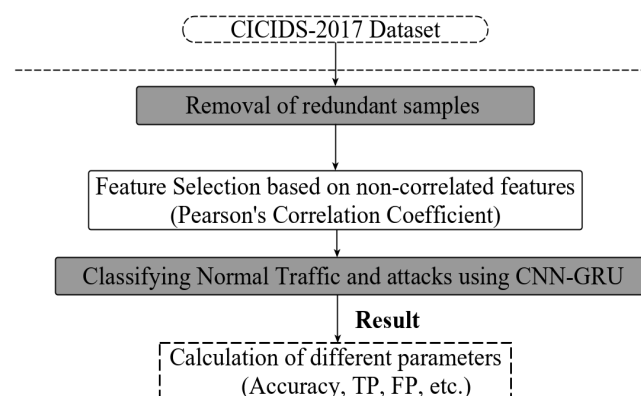 CICIDS-2017 Dataset
Removal of redundant samples
Feature Selection based on non-correlated features
(Pearson's Correlation Coefficient)
Classifying Normal Traffic and attacks using CNN-GRU
Result
Calculation of different parameters
(Accuracy, TP, FP, etc.)